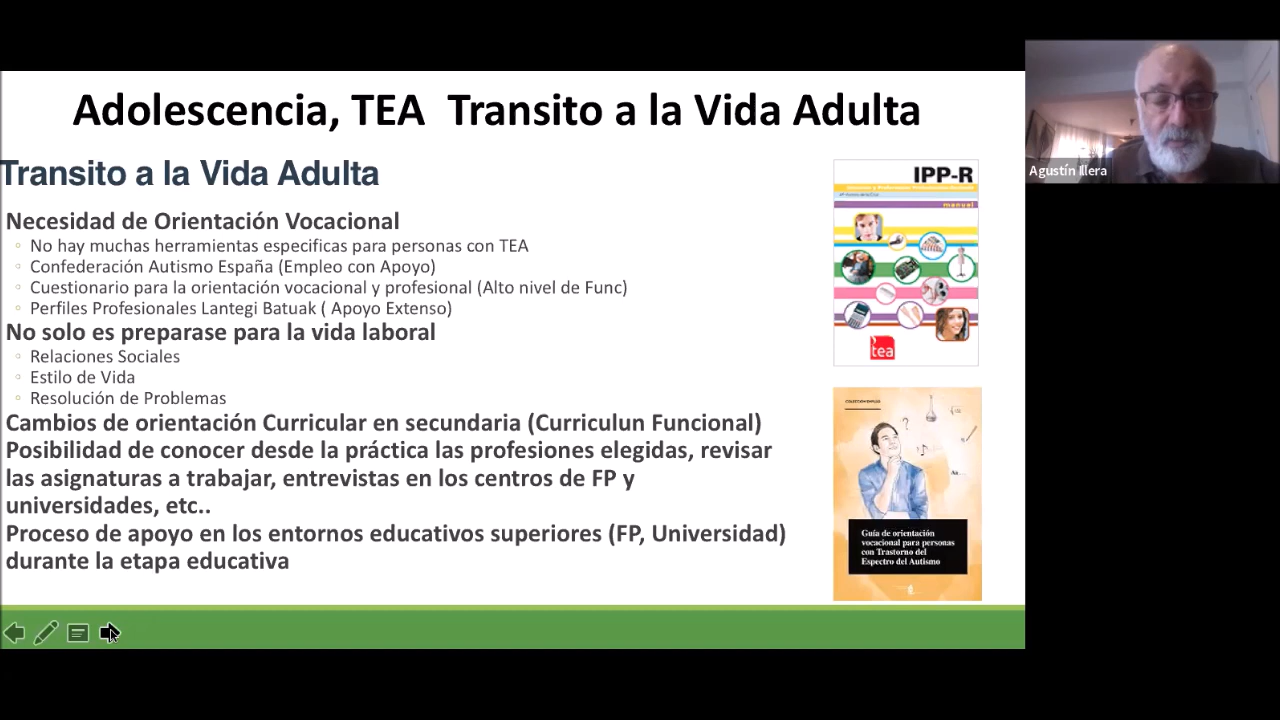 Adolescencia, TEA Transito a la Vida Adulta
Transito a la Vida Adulta
Necesidad de Orientación Vocacional
No hay muchas herramientas especificas para personas con TEA
Confederación Autismo España (Empleo con Apoyo)
Cuestionario para la orientación vocacional y profesional (Alto nivel de Func)
Perfiles Profesionales Lantegi Batuak ( Apoyo Extenso)
No solo es preparase para la vida laboral
Relaciones Sociales
Estilo de Vida
Resolución de Problemas
Cambios de orientación Curricular en secundaria (Curriculun Funcional)
Posibilidad de conocer desde la práctica las profesiones elegidas, revisar
las asignaturas a trabajar, entrevistas en los centros de FP y
universidades, etc..
Proceso de apoyo en los entornos educativos superiores (FP, Universidad)
durante la etapa educativa
IPP-R
manual
tea
Guía de orientación
vocacional para personas
con Trastorno del
Espectro del Autismo
Agustín Illera